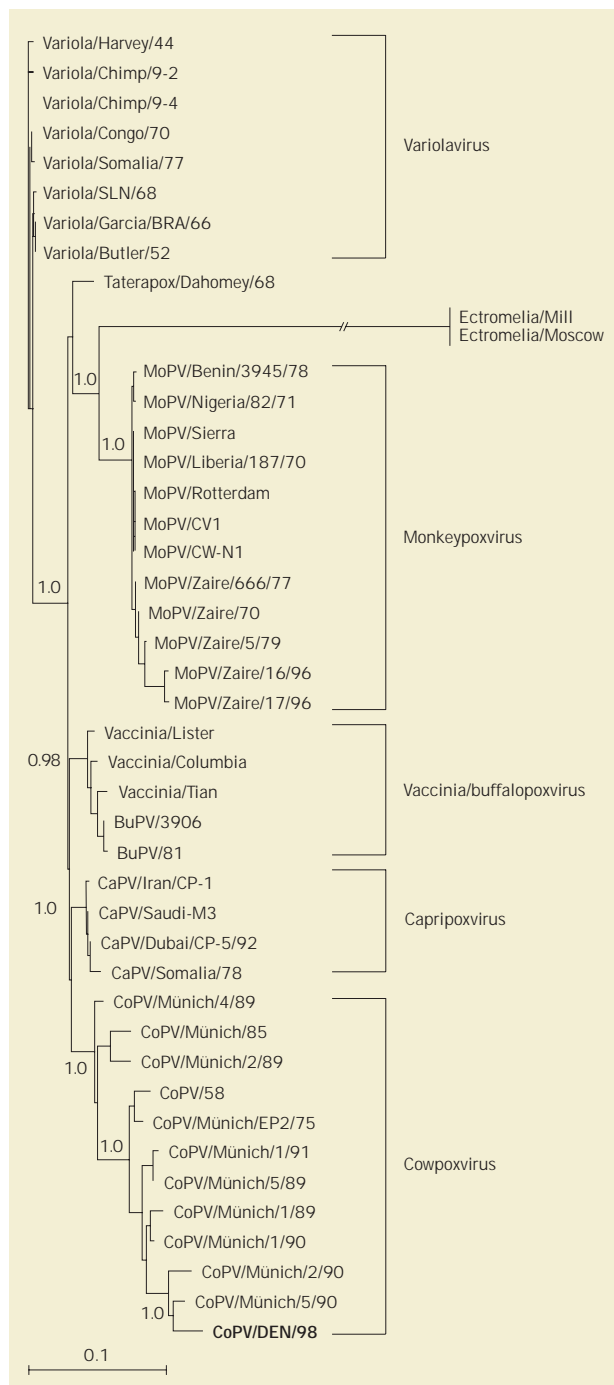 Variola/Harvey/44
Variola/Chimp/9-2
Variola/Chimp/9-4
Variola/Congo/70
Variolavirus
Variola/Somalia/77
Variola/SLN/68
Variola/Garcia/BRA/66
Variola/Butler/52
Taterapox/Dahomey/68
Ectromelia/Mill
Ectromelia/Moscow
MoPV/Benin/3945/78
1.0
MoPV/Nigeria/82/71
MoPV/Sierra
1.0
MoPV/Liberia/187/70
MoPV/Rotterdam
MoPV/CV1
Monkeypoxvirus
MoPV/CW-N1
MoPV/Zaire/666/77
1.0
MoPV/Zaire/70
MoPV/Zaire/5/79
MoPV/Zaire/16/96
MoPV/Zaire/17/96
Vaccinia/Lister
0.98
Vaccinia/Columbia
Vaccinia/Tian
Vaccinia/buffalopoxvirus
BuPV/3906
BuPV/81
CaPV/Iran/CP-1
1.0
CaPV/Saudi-M3
Capripoxvirus
CaPV/Dubai/CP-5/92
CaPV/Somalia/78
CoPV/Münich/4/89
CoPV/Münich/85
CoPV/Münich/2/89
1.0
CoPV/58
CoPV/Münich/EP2/75
1.0
CoPV/Münich/1/91
Cowpoxvirus
CoPV/Münich/5/89
CoPV/Münich/1/89
CoPV/Münich/1/90
CoPV/Münich/2/90
CoPV/Münich/5/90
1.0
CoPV/DEN/98
0.1